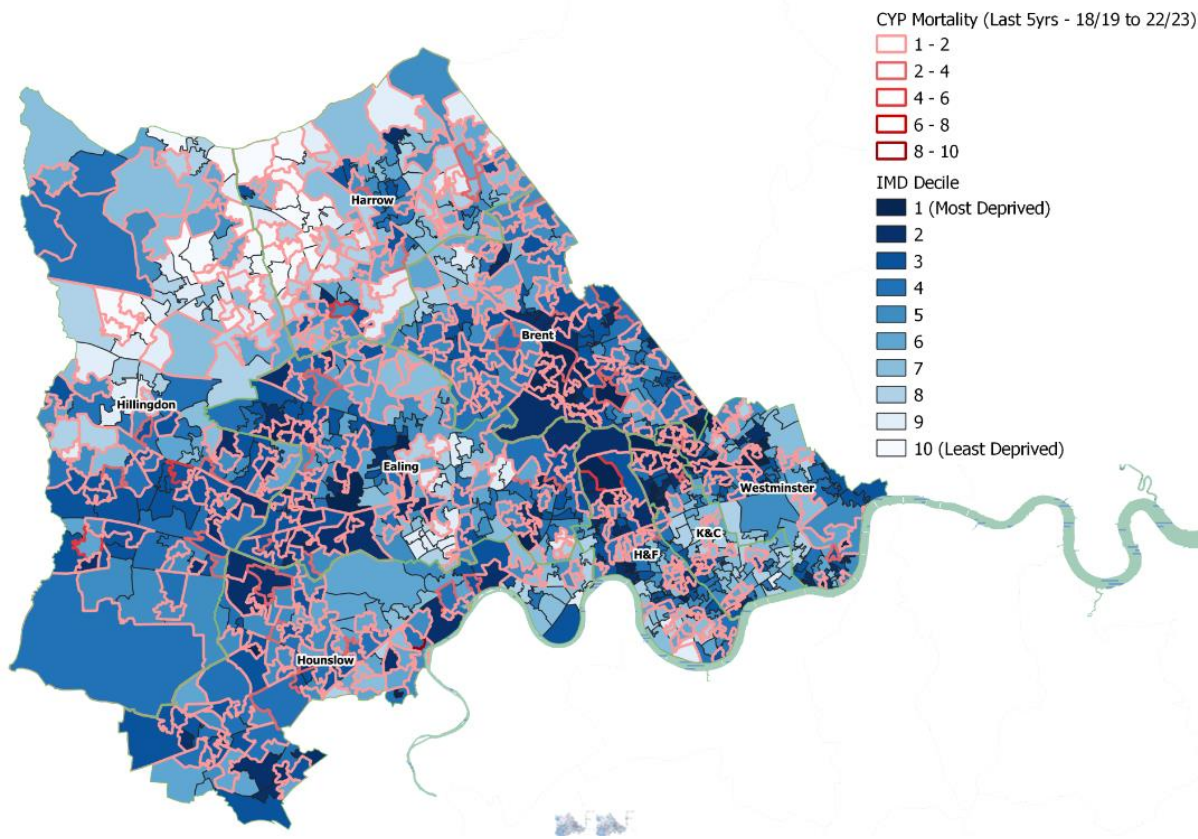 CYP Mortality (Last 5yrs - 18/19 to 22/23)
1 - 2
2 - 4
4 - 6
6 - 8
8 - 10
IMD Decile
1 (Most Deprived)
2
3
4
5
6
7
8
9
10 (Least Deprived)
Harrow
Brent
Hillingdon
Ealing
Westminster
K&C
H&F
Hounslow